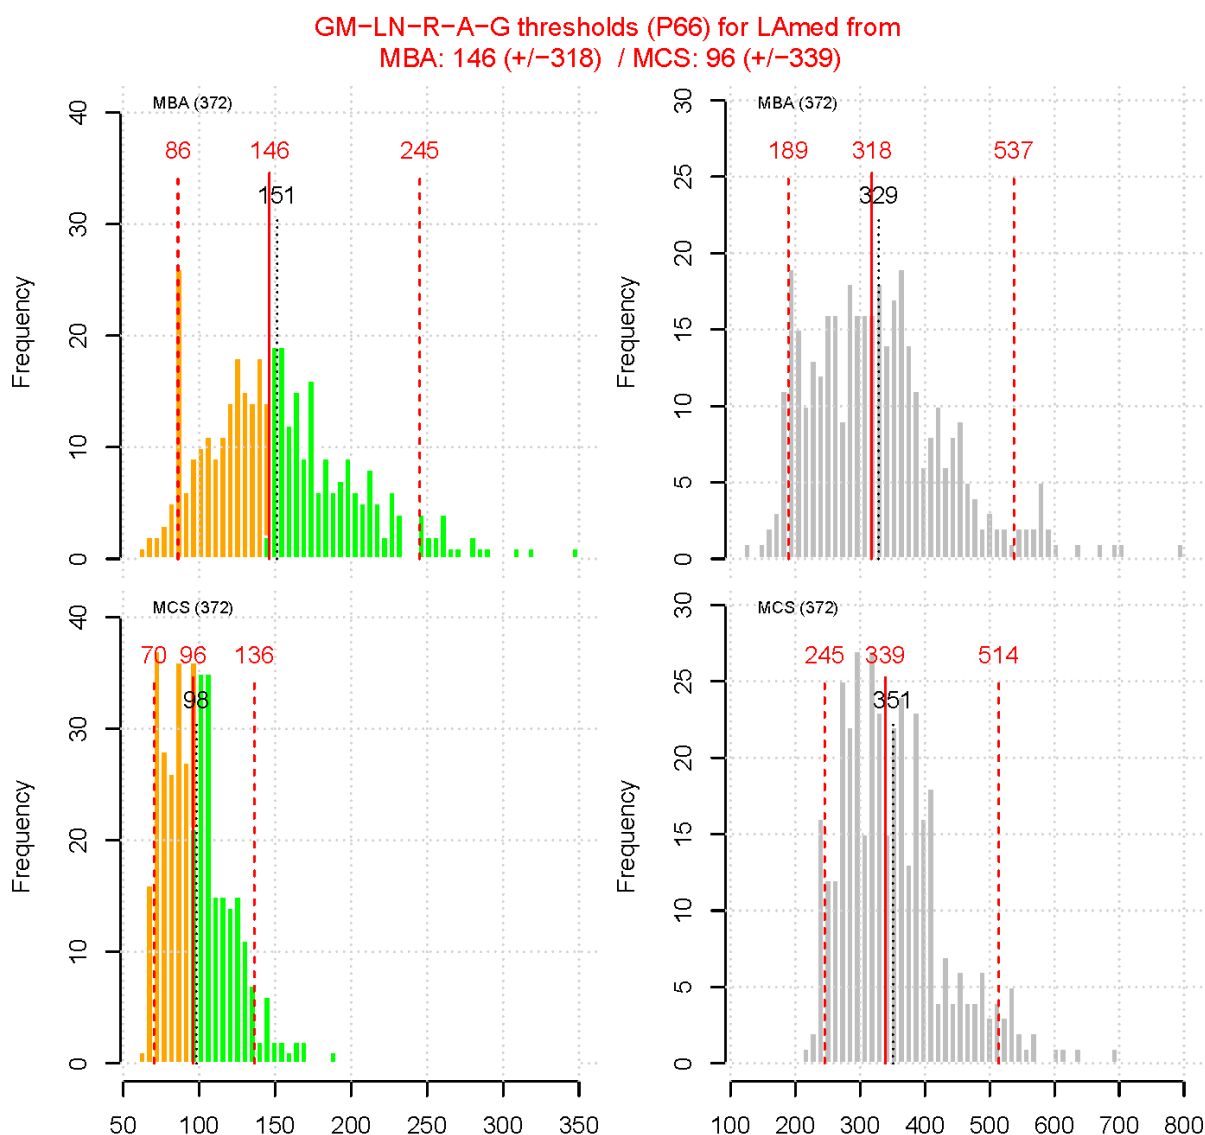 GM−LN−R−A−G thresholds (P66) for LAmed from
MBA: 146 (+/−318) / MCS: 96 (+/−339)
MBA (372)
86 146 245
151
Frequency
0 10 20 30 40
MBA (372)
189 318 537
329
Frequency
0 5 10 15 20 25 30
MCS (372)
70 96 136
98
Frequency
0 10 20 30 40
50 100 150 200 250 300 350
MCS (372)
245 339 514
351
Frequency
0 5 10 15 20 25 30
100 200 300 400 500 600 700 800